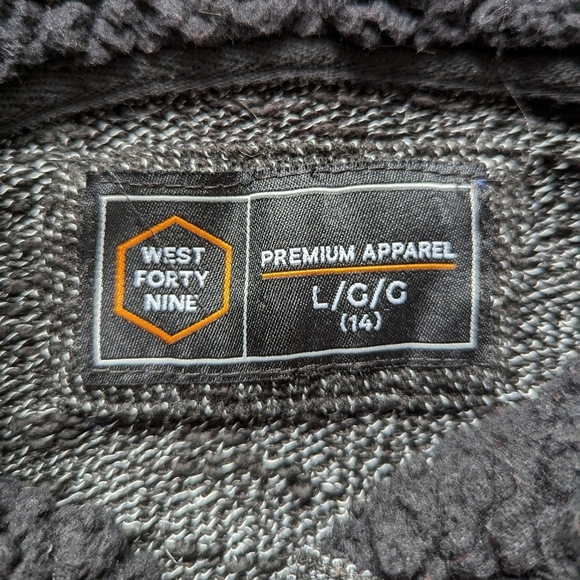 WEST
FORTY
NINE
PREMIUM APPAREL
L/G/G
(14)